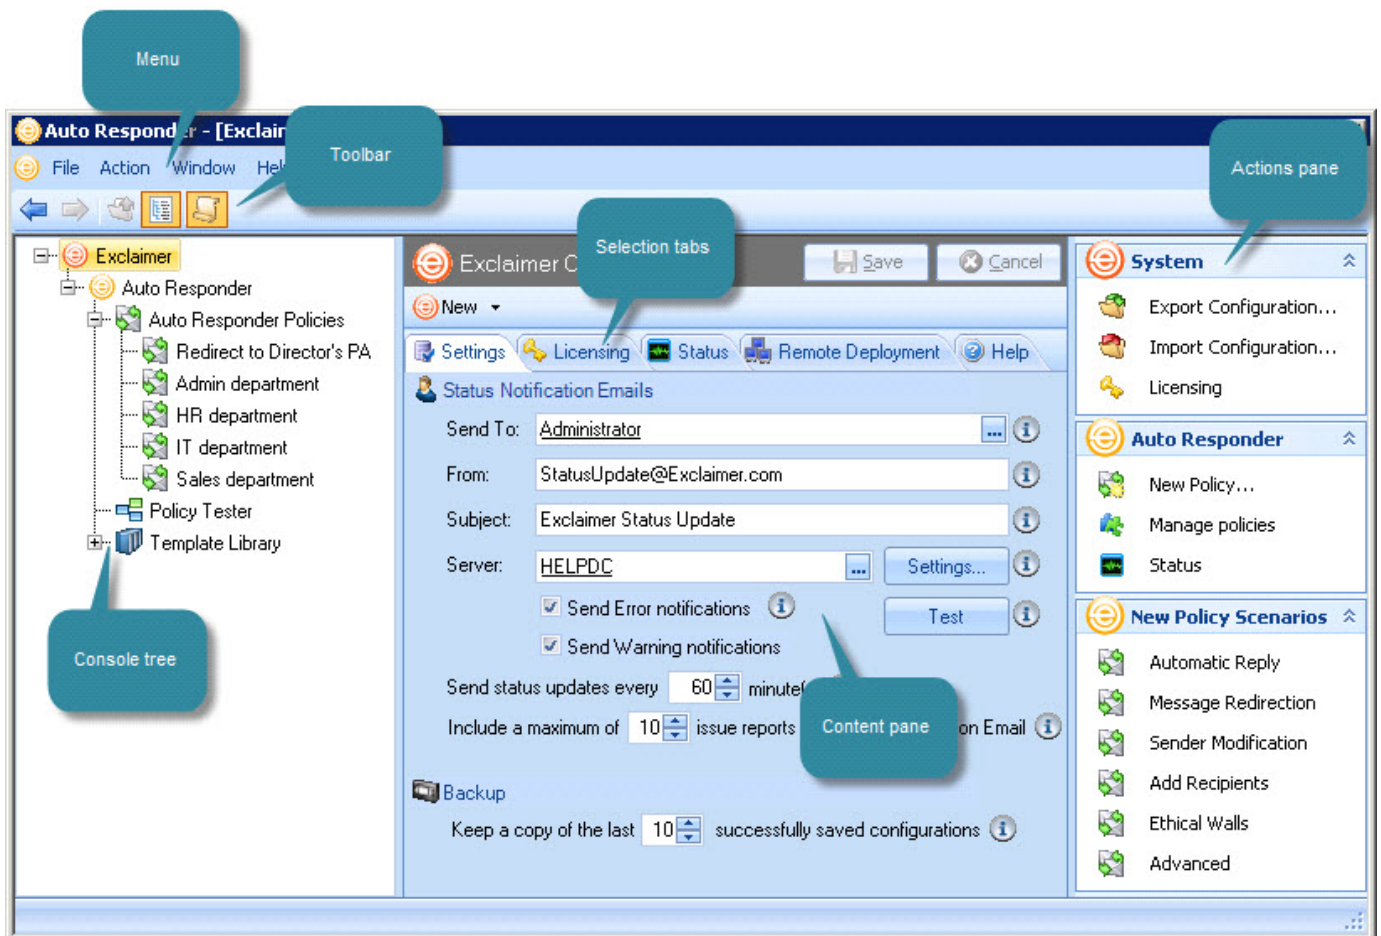 Menu
Toolbar
Actions pane
Selection tabs
Console tree
Content pane
Auto Responder - [Exclai
File Action Window Hel
Exclaimer
Auto Responder
Auto Responder Policies
Redirect to Director's PA
Admin department
HR department
IT department
Sales department
Policy Tester
Template Library
Exclaimer C
Save
Cancel
New
Settings
Licensing
Status
Remote Deployment
Help
Status Notification Emails
Send To: Administrator ...
From: StatusUpdate@Exclaimer.com
Subject: Exclaimer Status Update
Server: HELPDC ... Settings...
Send Error notifications
Test
Send Warning notifications
Send status updates every 60 minute(
Include a maximum of 10 issue reports on Email
Backup
Keep a copy of the last 10 successfully saved configurations
System
Export Configuration...
Import Configuration...
Licensing
Auto Responder
New Policy...
Manage policies
Status
New Policy Scenarios
Automatic Reply
Message Redirection
Sender Modification
Add Recipients
Ethical Walls
Advanced